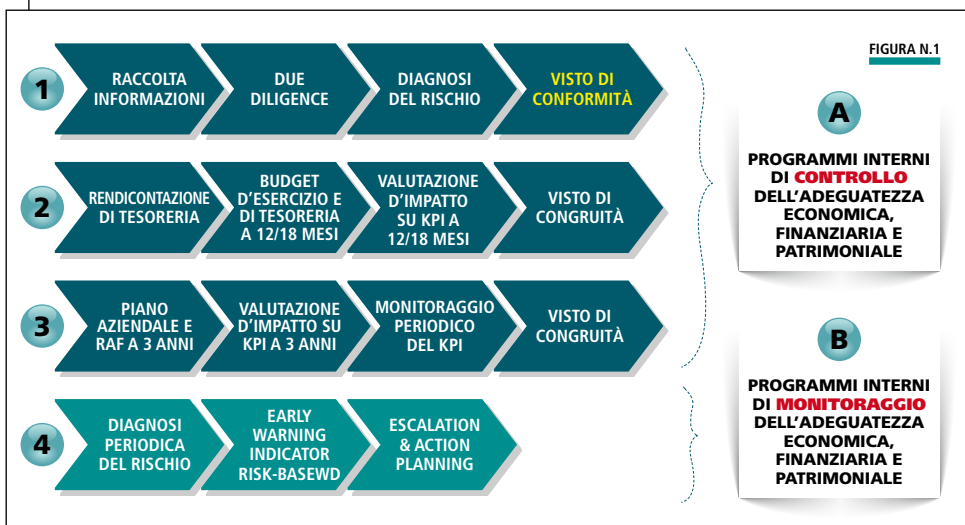 FIGURA N.1
1
RACCOLTA
INFORMAZIONI
DUE
DILIGENCE
DIAGNOSI
DEL RISCHIO
VISTO DI
CONFORMITÀ
2
RENDICONTAZIONE
DI TESORERIA
BUDGET
D'ESERCIZIO E
DI TESORERIA
A 12/18 MESI
VALUTAZIONE
D'IMPATTO
SU KPI A
12/18 MESI
VISTO DI
CONGRUITÀ
3
PIANO
AZIENDALE E
RAF A 3 ANNI
VALUTAZIONE
D'IMPATTO SU
KPI A 3 ANNI
MONITORAGGIO
PERIODICO
DEL KPI
VISTO DI
CONGRUITÀ
4
DIAGNOSI
PERIODICA
DEL RISCHIO
EARLY
WARNING
INDICATOR
RISK-BASEWD
ESCALATION
& ACTION
PLANNING
A
PROGRAMMI INTERNI
DI CONTROLLO
DELL'ADEGUATEZZA
ECONOMICA,
FINANZIARIA E
PATRIMONIALE
B
PROGRAMMI INTERNI
DI MONITORAGGIO
DELL'ADEGUATEZZA
ECONOMICA,
FINANZIARIA E
PATRIMONIALE